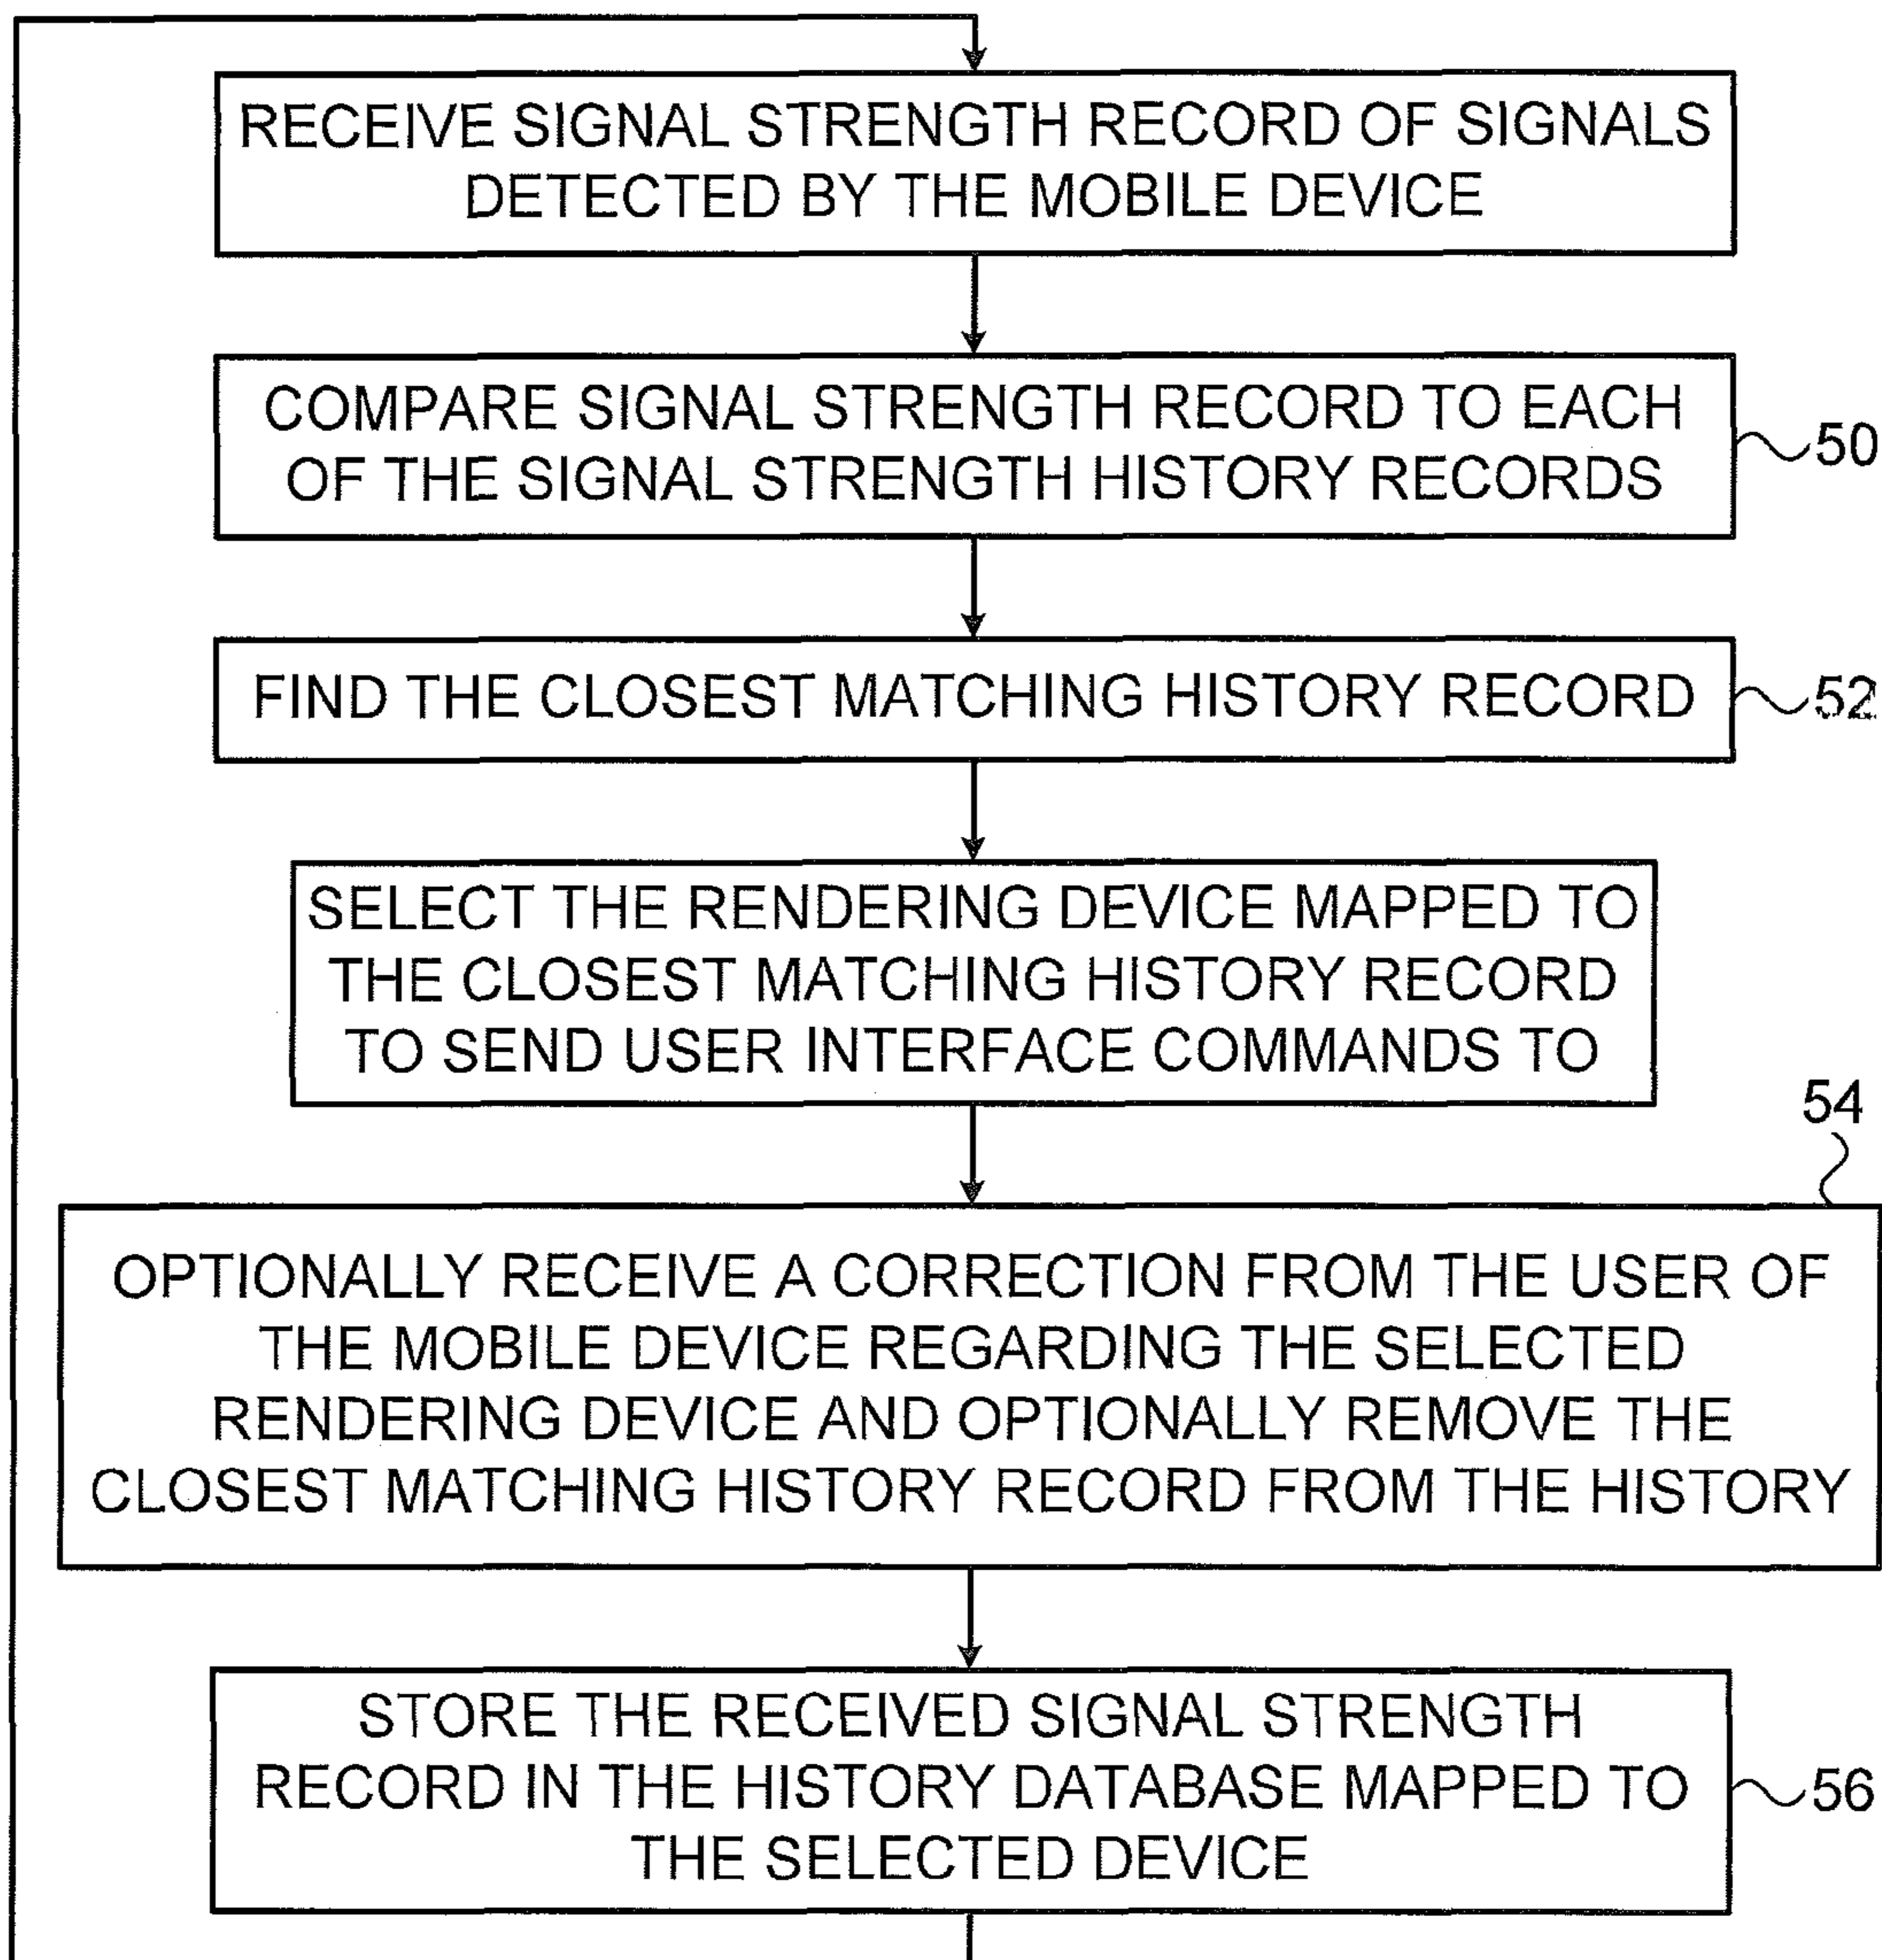 RECEIVE SIGNAL STRENGTH RECORD OF SIGNALS
DETECTED BY THE MOBILE DEVICE
COMPARE SIGNAL STRENGTH RECORD TO EACH
OF THE SIGNAL STRENGTH HISTORY RECORDS
50
FIND THE CLOSEST MATCHING HISTORY RECORD
52
SELECT THE RENDERING DEVICE MAPPED TO
THE CLOSEST MATCHING HISTORY RECORD
TO SEND USER INTERFACE COMMANDS TO
54
OPTIONALLY RECEIVE A CORRECTION FROM THE USER OF
THE MOBILE DEVICE REGARDING THE SELECTED
RENDERING DEVICE AND OPTIONALLY REMOVE THE
CLOSEST MATCHING HISTORY RECORD FROM THE HISTORY
STORE THE RECEIVED SIGNAL STRENGTH
RECORD IN THE HISTORY DATABASE MAPPED TO
THE SELECTED DEVICE
56